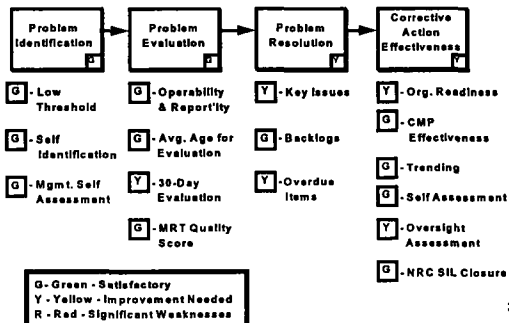 Problem
Identification
G
Problem
Evaluation
G
Problem
Resolution
Y
Corrective
Action
Effectiveness
Y
G - Low
Threshold
G - Self
Identification
G - Mgmt. Self
Assessment
G - Operability
& Report'ity
G - Avg. Age for
Evaluation
Y - 30-Day
Evaluation
G - MRT Quality
Score
Y - Key Issues
G - Backlogs
Y - Overdue
Items
Y - Org. Readiness
G - CMP
Effectiveness
G - Trending
G - Self Assessment
Y - Oversight
Assessment
G - NRC SIL Closure
G - Green - Satisfactory
Y - Yellow - Improvement Needed
R - Red - Significant Weaknesses